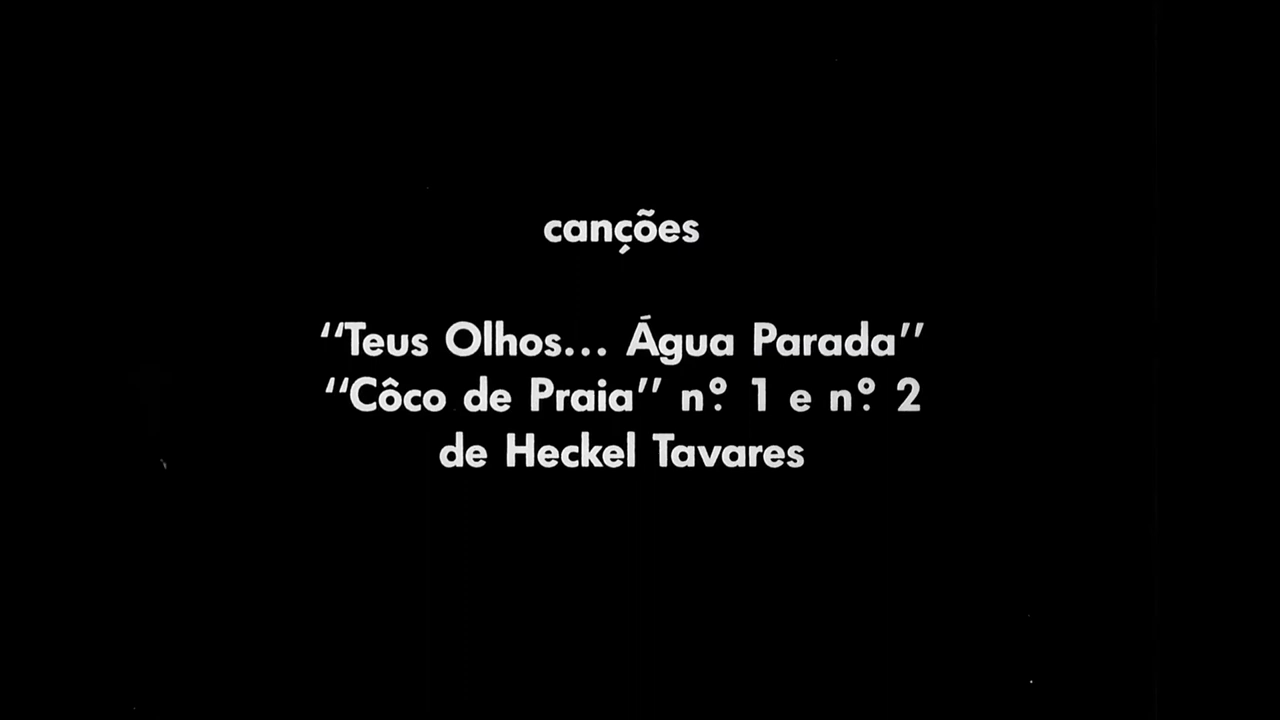 canções
“Teus Olhos... Água Parada”
“Côco de Praia” nº 1 e nº 2
de Heckel Tavares